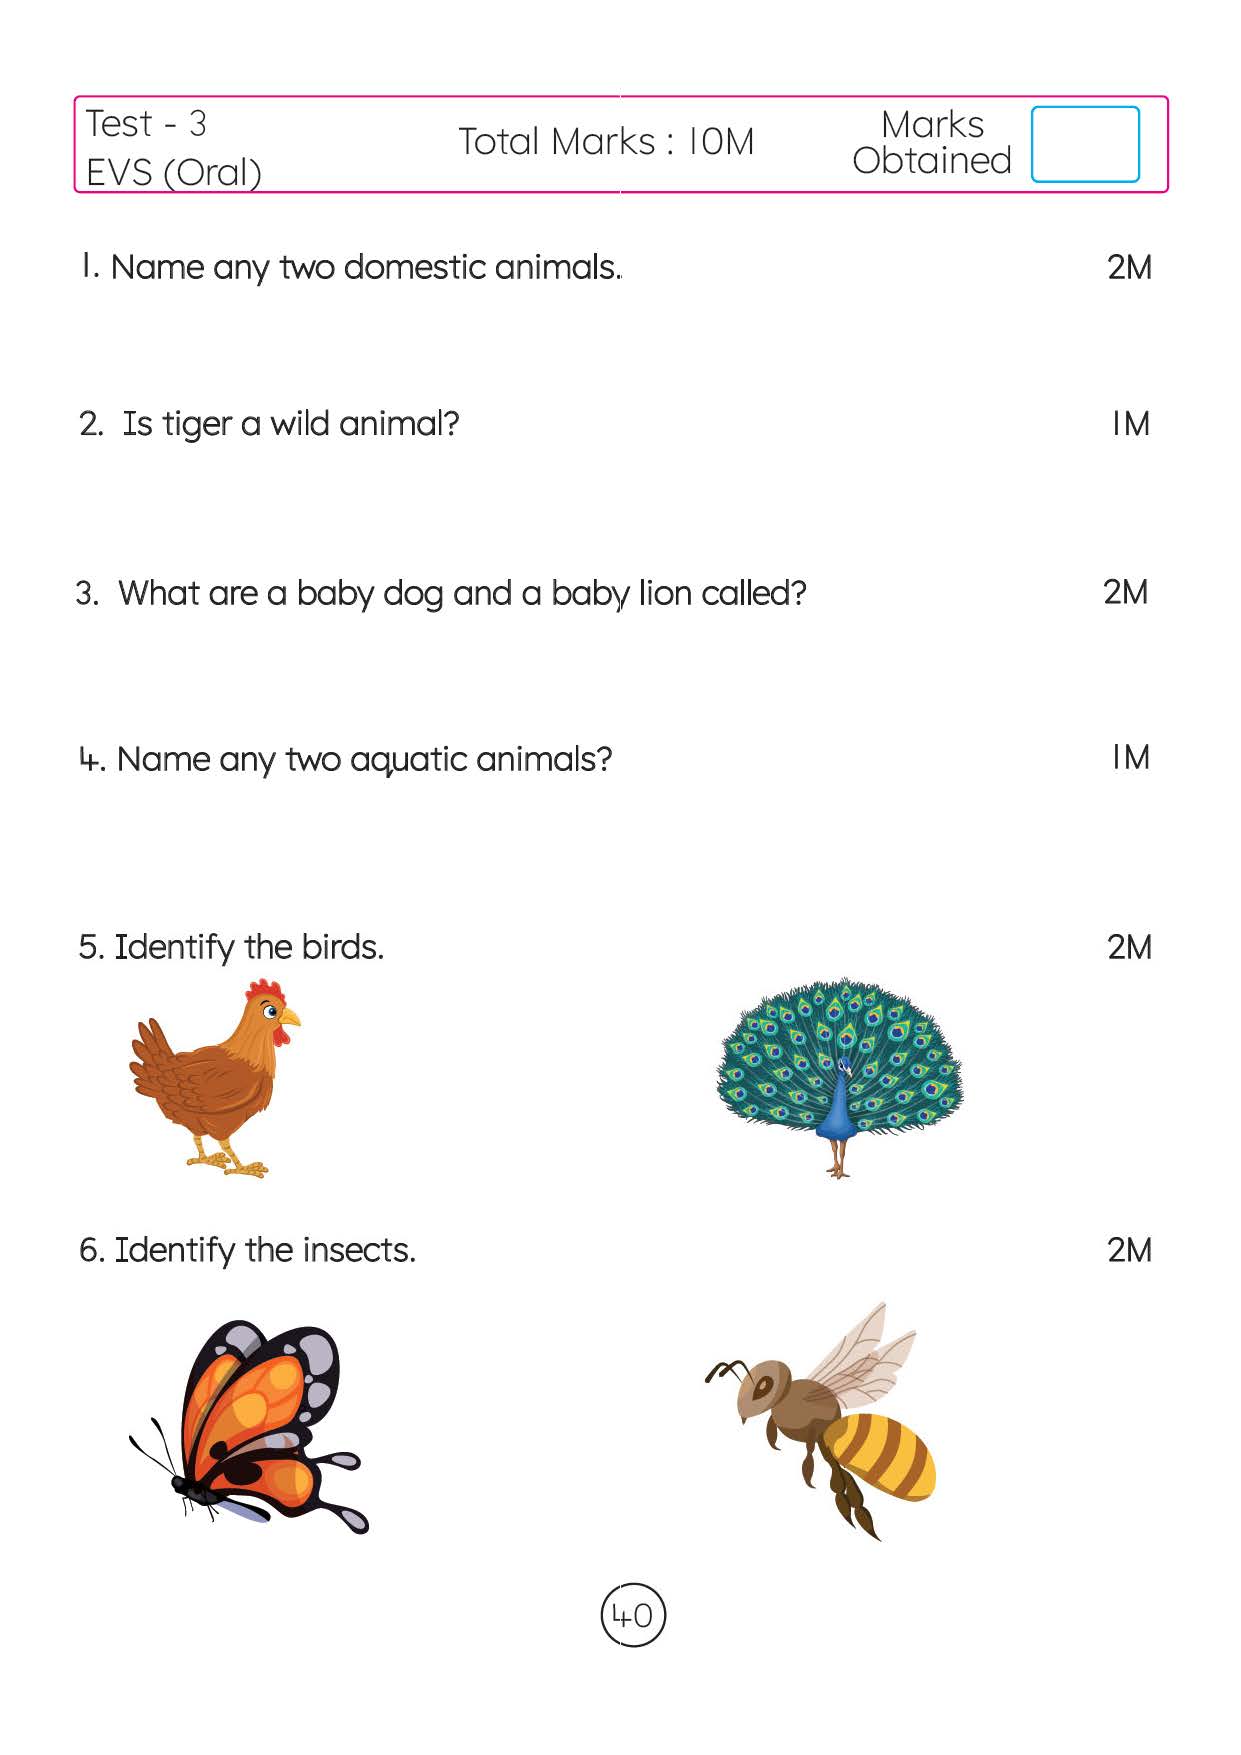 Test - 3
EVS (Oral)
Total Marks : 10M
Marks
Obtained
1. Name any two domestic animals. 2M
2. Is tiger a wild animal? 1M
3. What are a baby dog and a baby lion called? 2M
4. Name any two aquatic animals? 1M
5. Identify the birds. 2M
6. Identify the insects. 2M
40